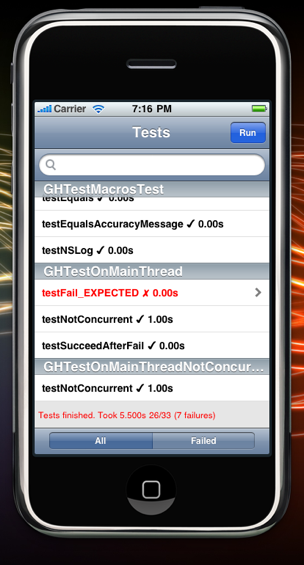 Carrier 7:16 PM
Tests Run
GHTestMacrosTest
testEquals ✓ 0.00s
testEqualsAccuracyMessage ✓ 0.00s
testNSLog ✓ 0.00s
GHTestOnMainThread
testFail_EXPECTED ✗ 0.00s
testNotConcurrent ✓ 1.00s
testSucceedAfterFail ✓ 0.00s
GHTestOnMainThreadNotConcur...
testNotConcurrent ✓ 1.00s
Tests finished. Took 5.500s 26/33 (7 failures)
All Failed